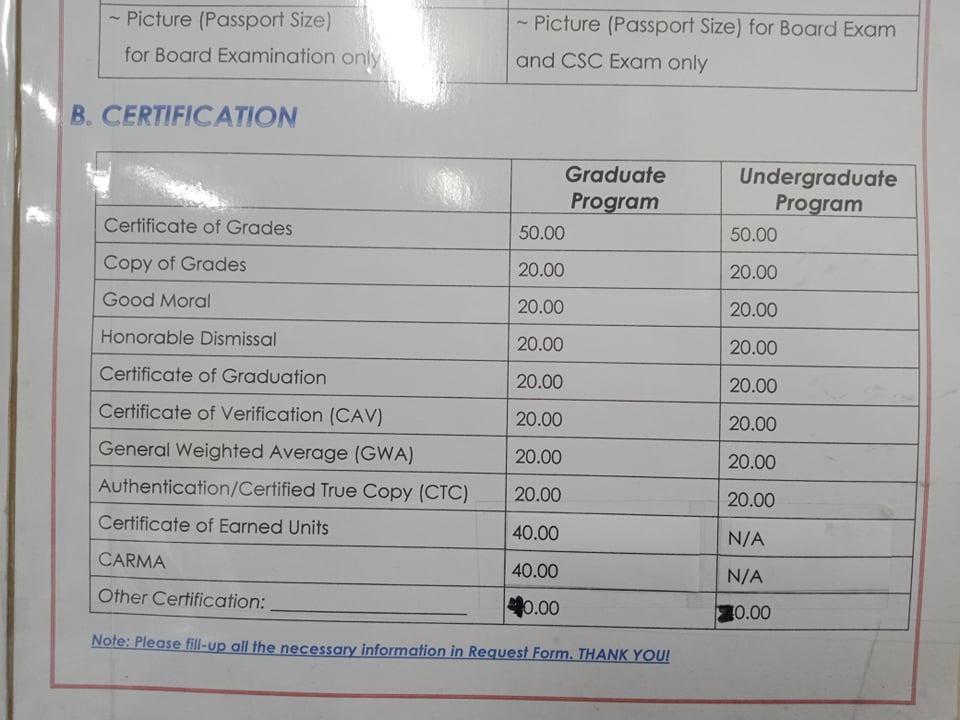 ~ Picture (Passport Size)
for Board Examination only
~ Picture (Passport Size) for Board Exam
and CSC Exam only
B. CERTIFICATION
Graduate Program
Undergraduate Program
Certificate of Grades 50.00 50.00
Copy of Grades 20.00 20.00
Good Moral 20.00 20.00
Honorable Dismissal 20.00 20.00
Certificate of Graduation 20.00 20.00
Certificate of Verification (CAV) 20.00 20.00
General Weighted Average (GWA) 20.00 20.00
Authentication/Certified True Copy (CTC) 20.00 20.00
Certificate of Earned Units 40.00 N/A
CARMA 40.00 N/A
Other Certification: 0.00 0.00
Note: Please fill-up all the necessary information in Request Form. THANK YOU!